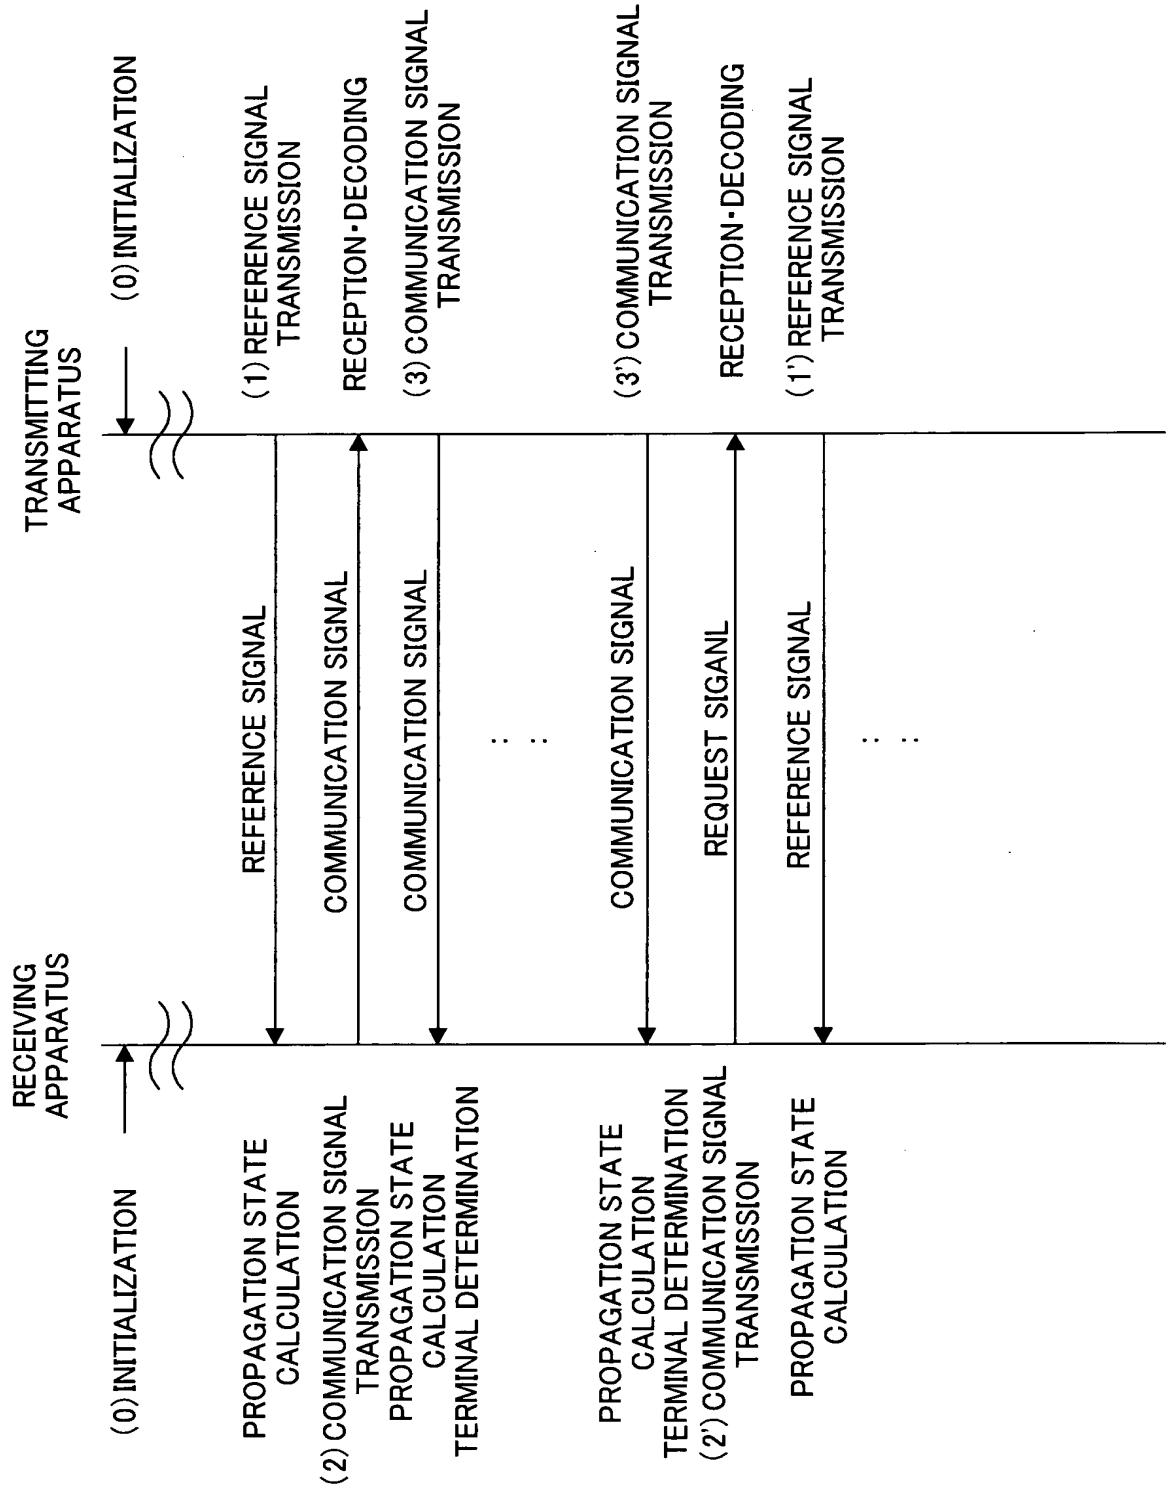 RECEIVING
APPARATUS
TRANSMITTING
APPARATUS
(0) INITIALIZATION
(0) INITIALIZATION
PROPAGATION STATE
CALCULATION
REFERENCE SIGNAL
(1) REFERENCE SIGNAL
TRANSMISSION
(2) COMMUNICATION SIGNAL
TRANSMISSION
COMMUNICATION SIGNAL
RECEPTION·DECODING
PROPAGATION STATE
CALCULATION
TERMINAL DETERMINATION
COMMUNICATION SIGNAL
(3) COMMUNICATION SIGNAL
TRANSMISSION
PROPAGATION STATE
CALCULATION
TERMINAL DETERMINATION
COMMUNICATION SIGNAL
(3') COMMUNICATION SIGNAL
TRANSMISSION
(2') COMMUNICATION SIGNAL
TRANSMISSION
REQUEST SIGANL
RECEPTION·DECODING
PROPAGATION STATE
CALCULATION
REFERENCE SIGNAL
(1') REFERENCE SIGNAL
TRANSMISSION